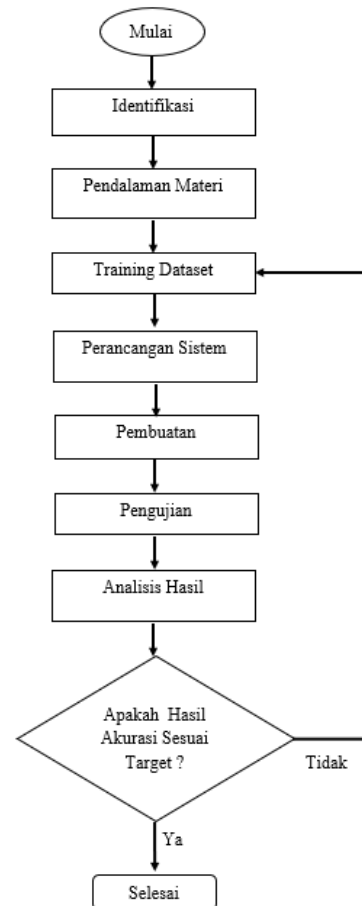 Mulai
Identifikasi
Pendalaman Materi
Training Dataset
Perancangan Sistem
Pembuatan
Pengujian
Analisis Hasil
Apakah Hasil
Akurasi Sesuai
Target ?
Tidak
Ya
Selesai